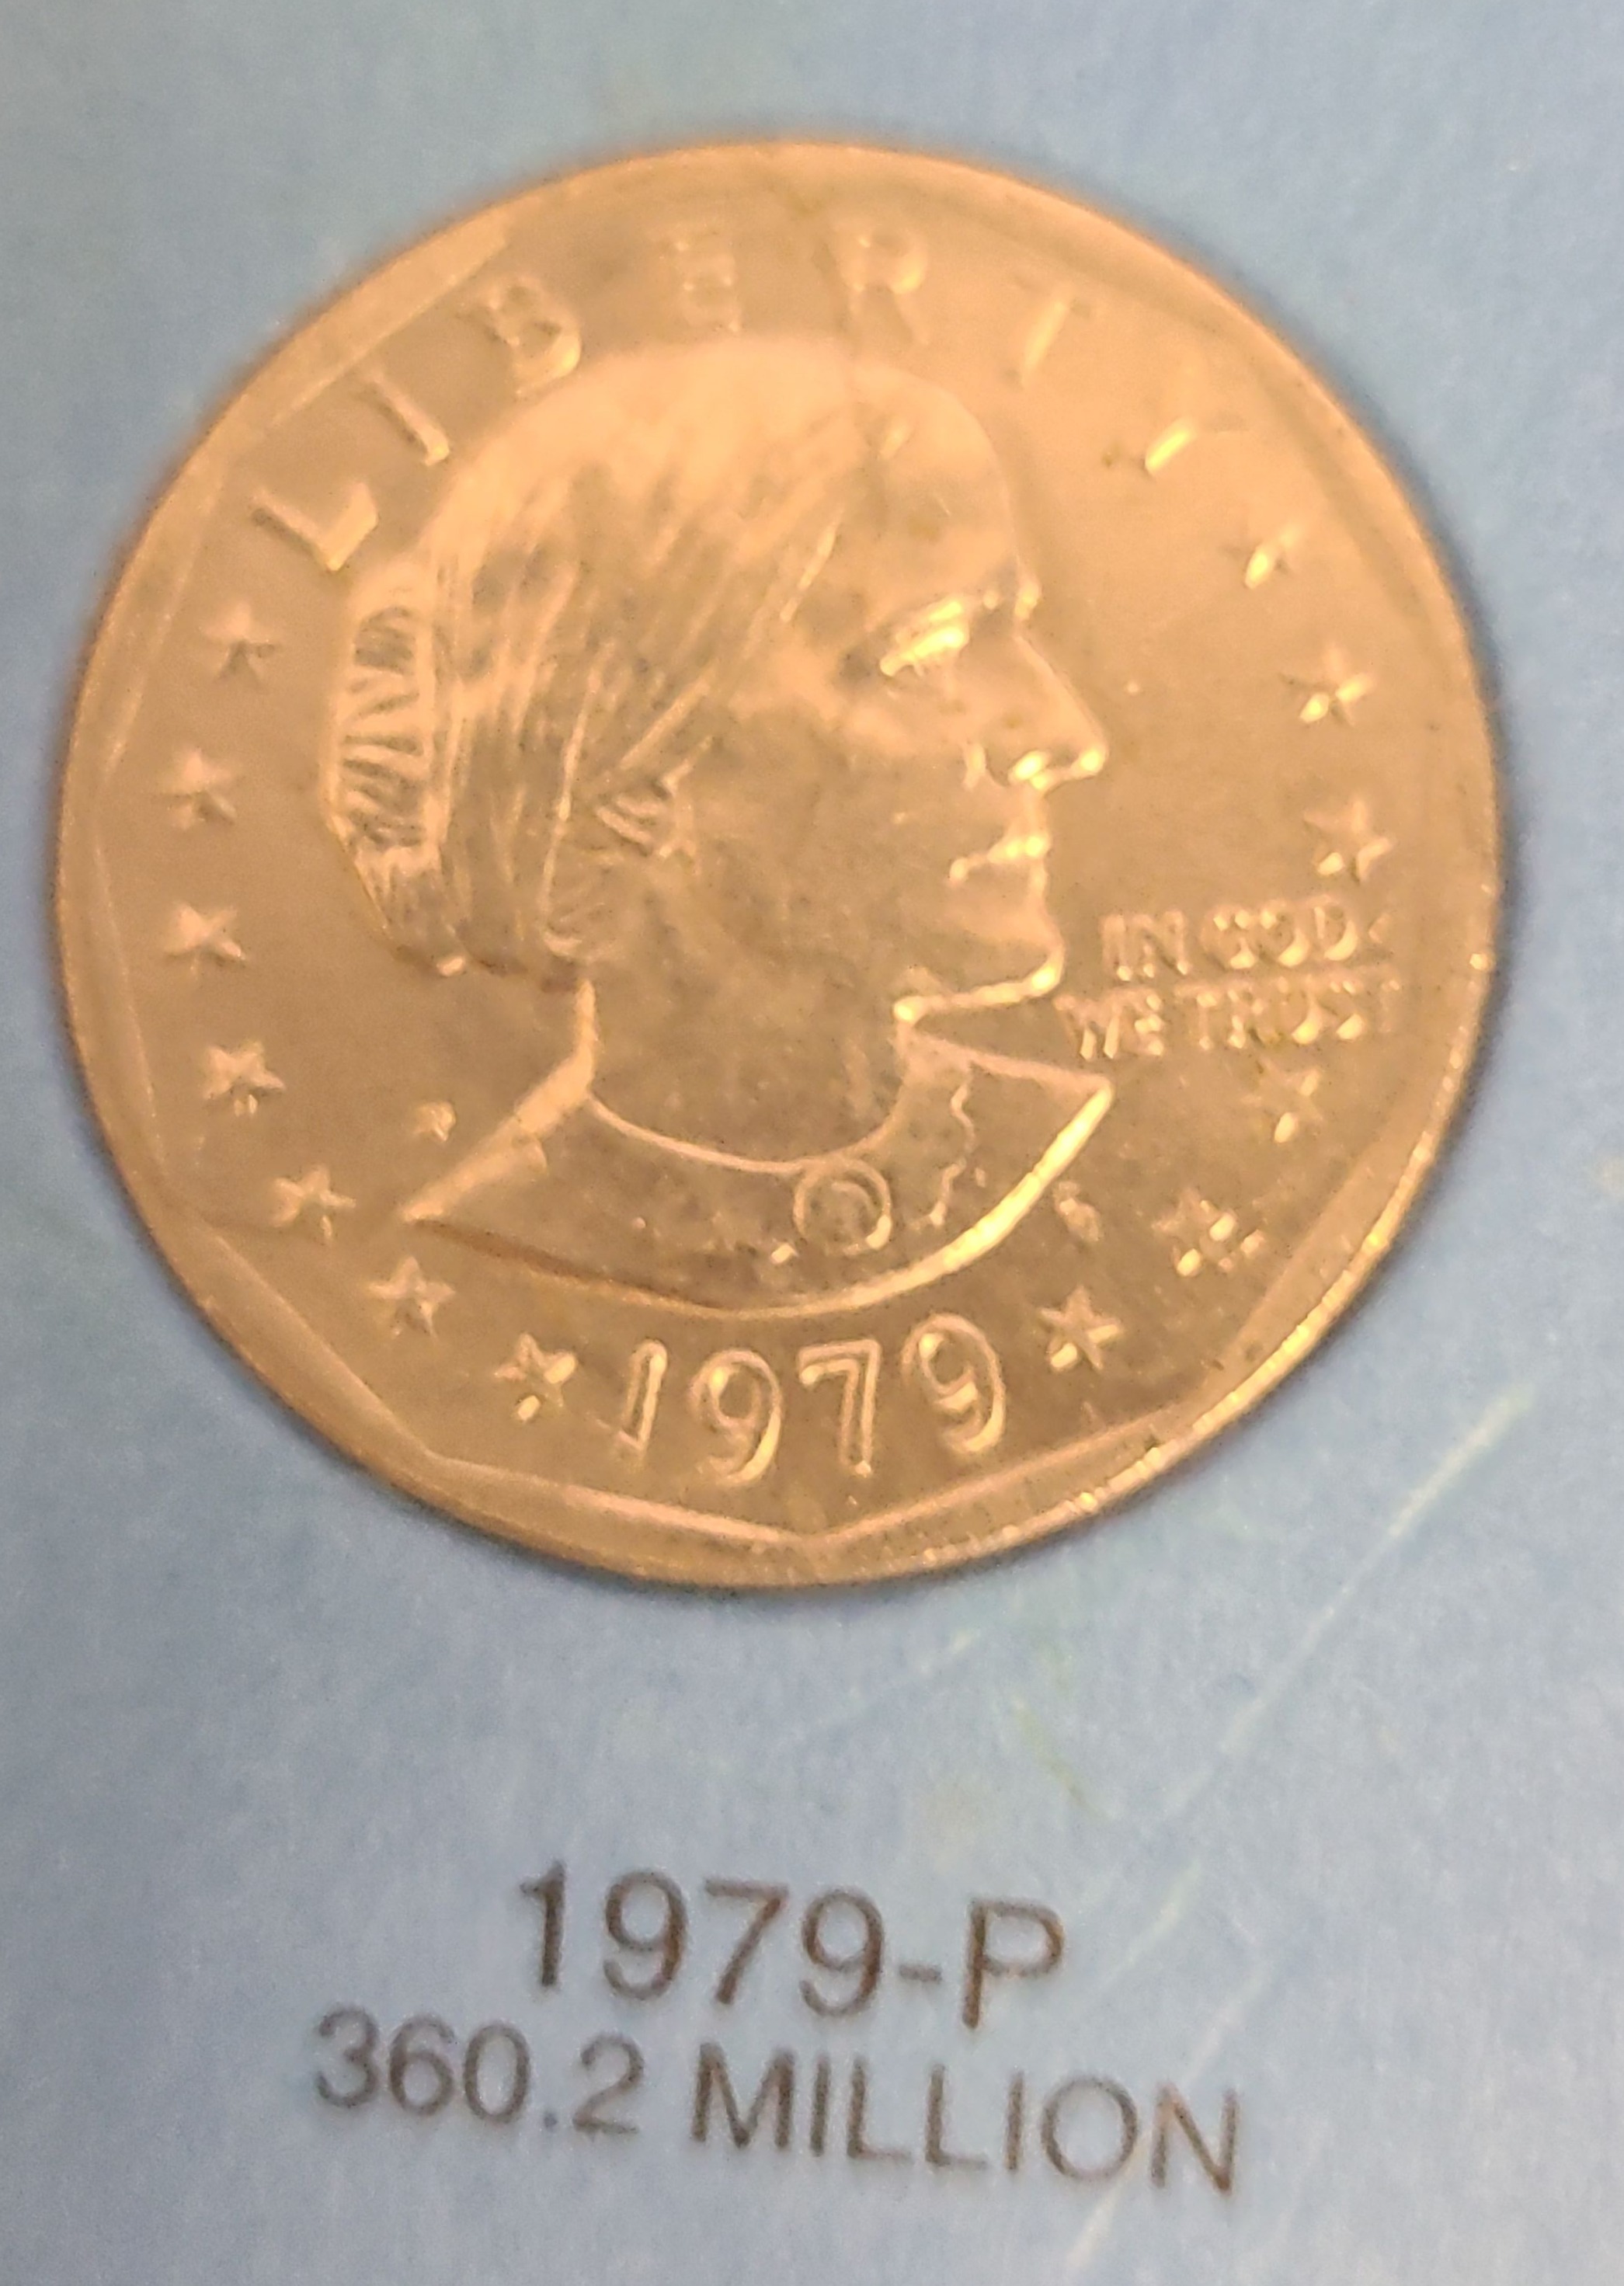 LIBERTY
IN GOD
WE TRUST
1979
1979-P
360.2 MILLION